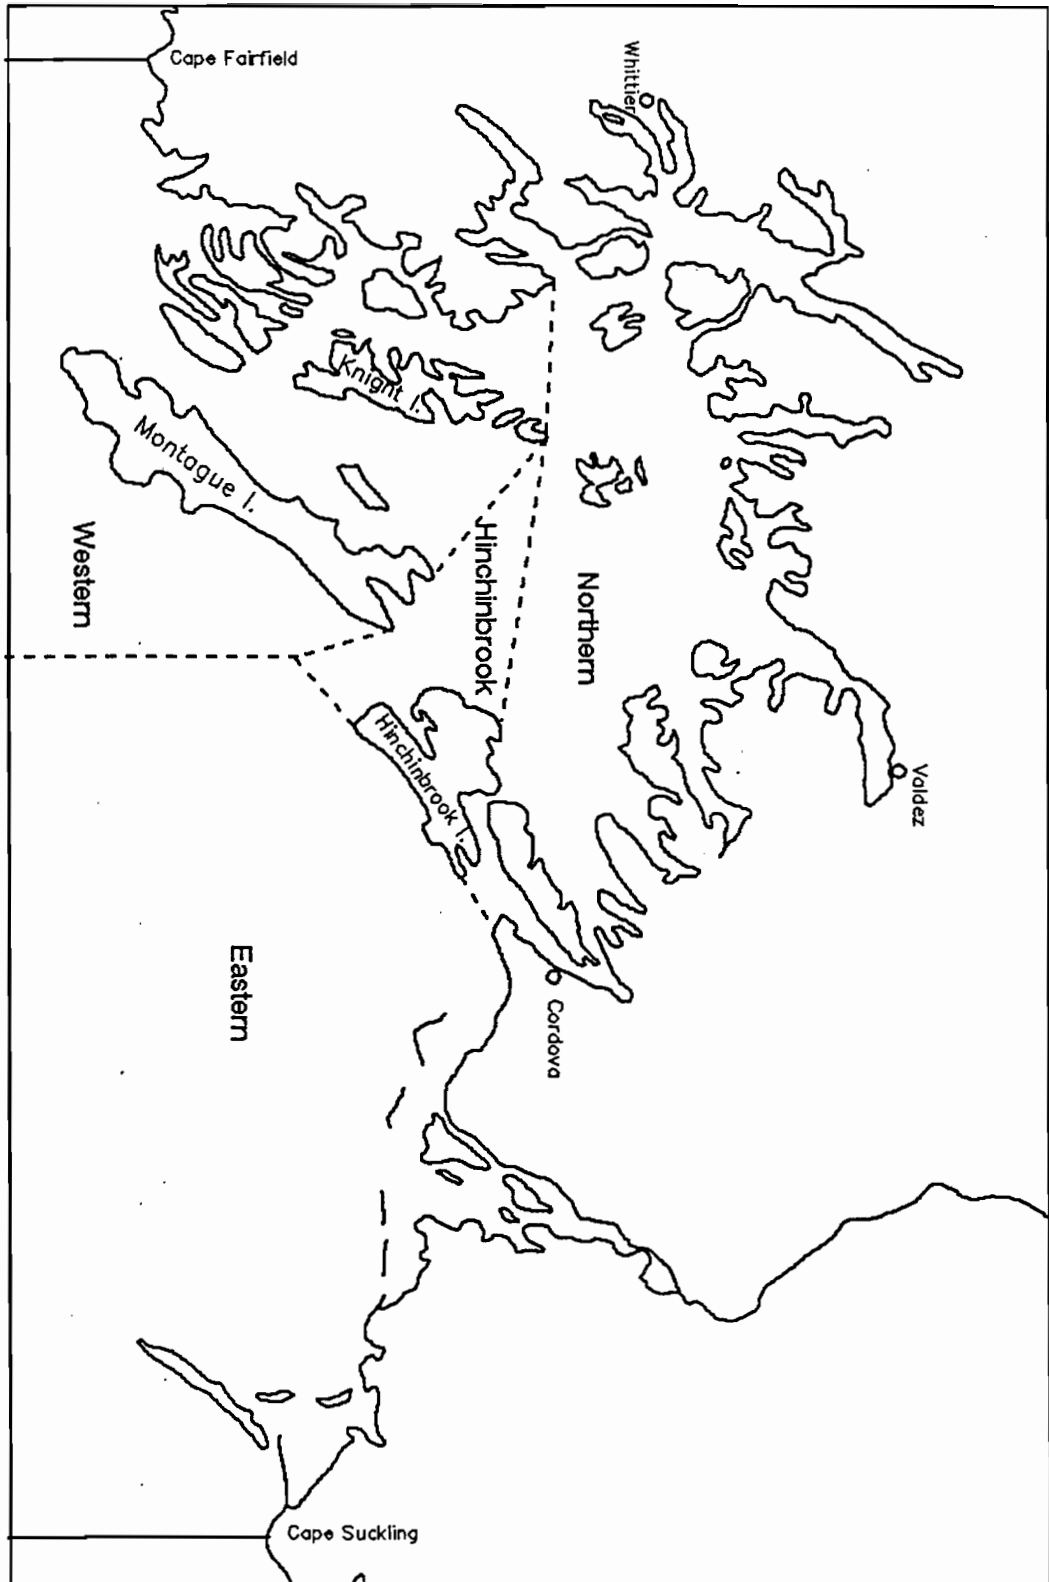 Cape Fairfield
Whittier
Knight I.
Montague I.
Western
Hinchinbrook
Northern
Hinchinbrook I.
Valdez
Eastern
Cordova
Cape Suckling